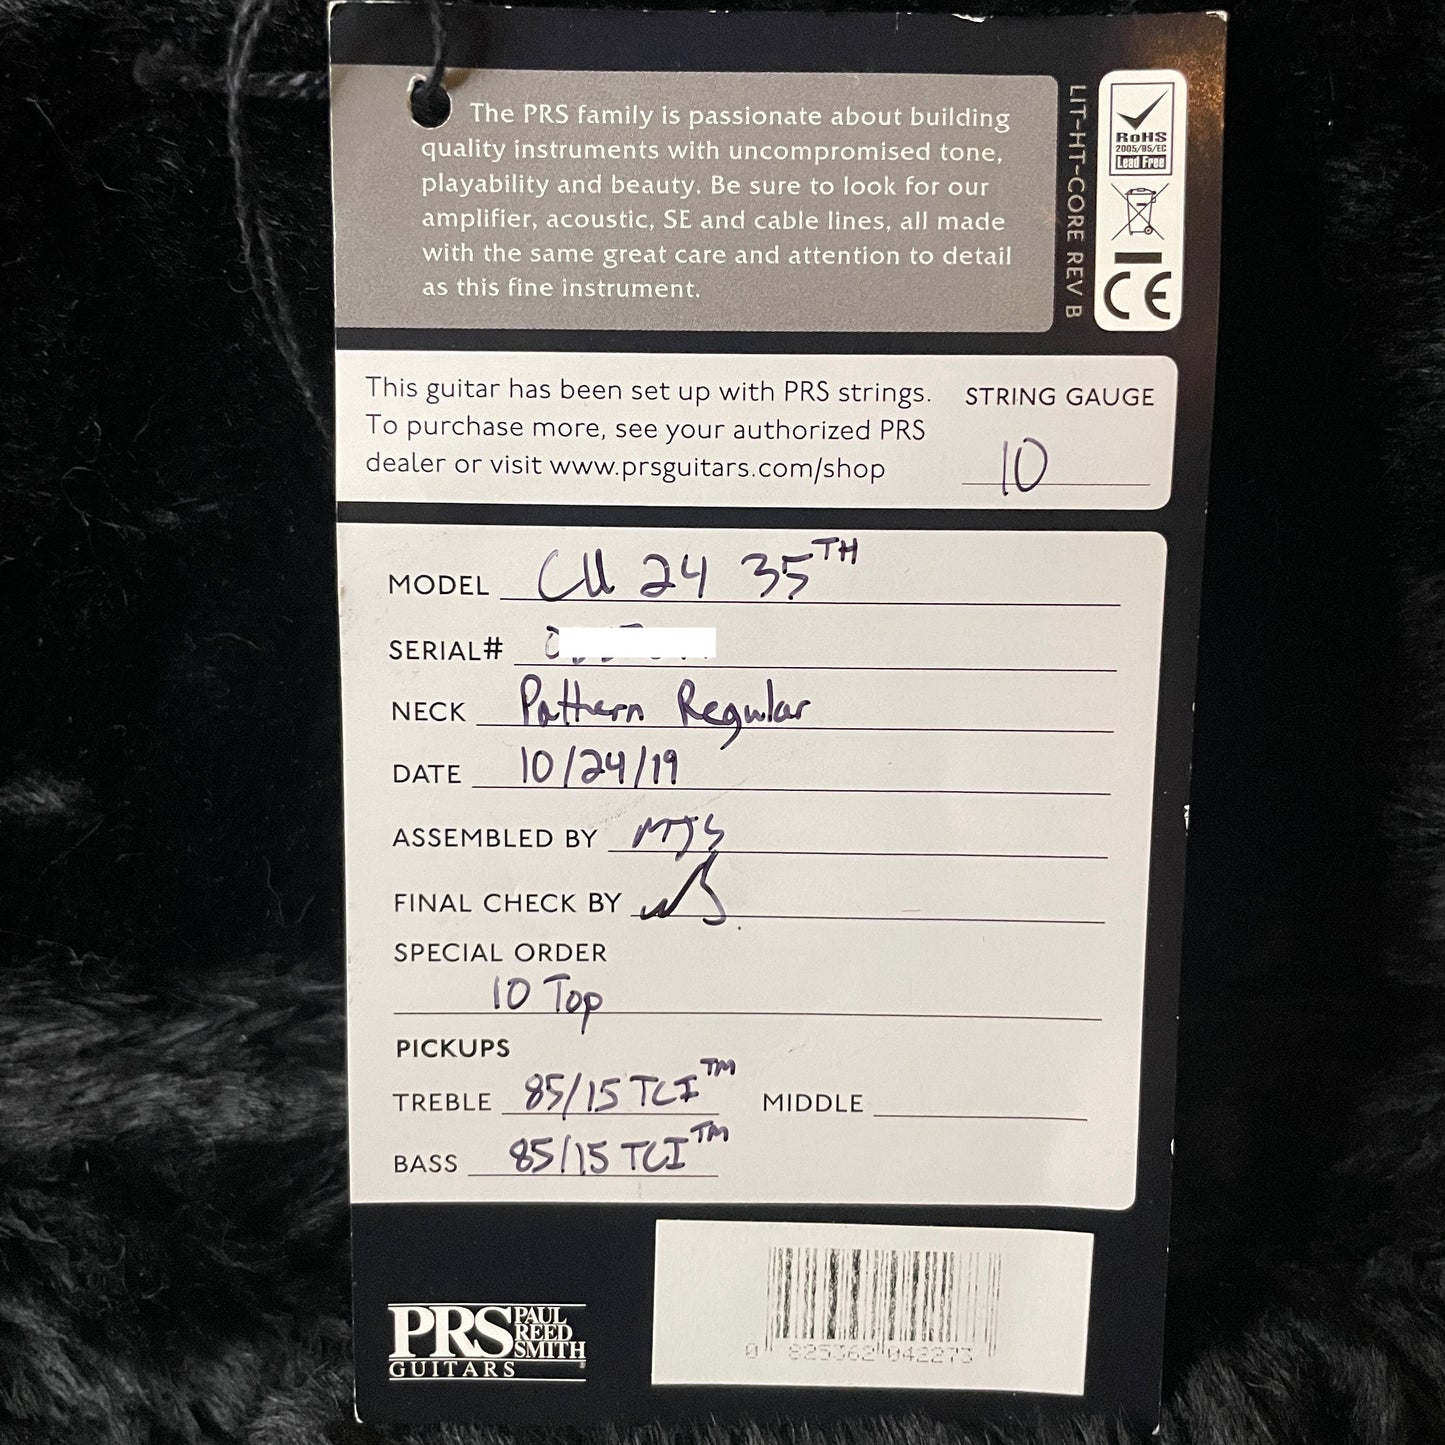 The PRS family is passionate about building
quality instruments with uncompromised tone,
playability and beauty. Be sure to look for our
amplifier, acoustic, SE and cable lines, all made
with the same great care and attention to detail
as this fine instrument.
LIT-HT-CORE REV B
RoHS
2005/95/EC
Lead Free
CE
This guitar has been set up with PRS strings.
To purchase more, see your authorized PRS
dealer or visit www.prsguitars.com/shop
STRING GAUGE
10
MODEL CU 24 35TH
SERIAL#
NECK Pattern Regular
DATE 10/24/19
ASSEMBLED BY MJS
FINAL CHECK BY
SPECIAL ORDER
10 Top
PICKUPS
TREBLE 85/15 TCI™ MIDDLE
BASS 85/15 TCI™
PRS PAUL REED SMITH
GUITARS
0 825362 042273